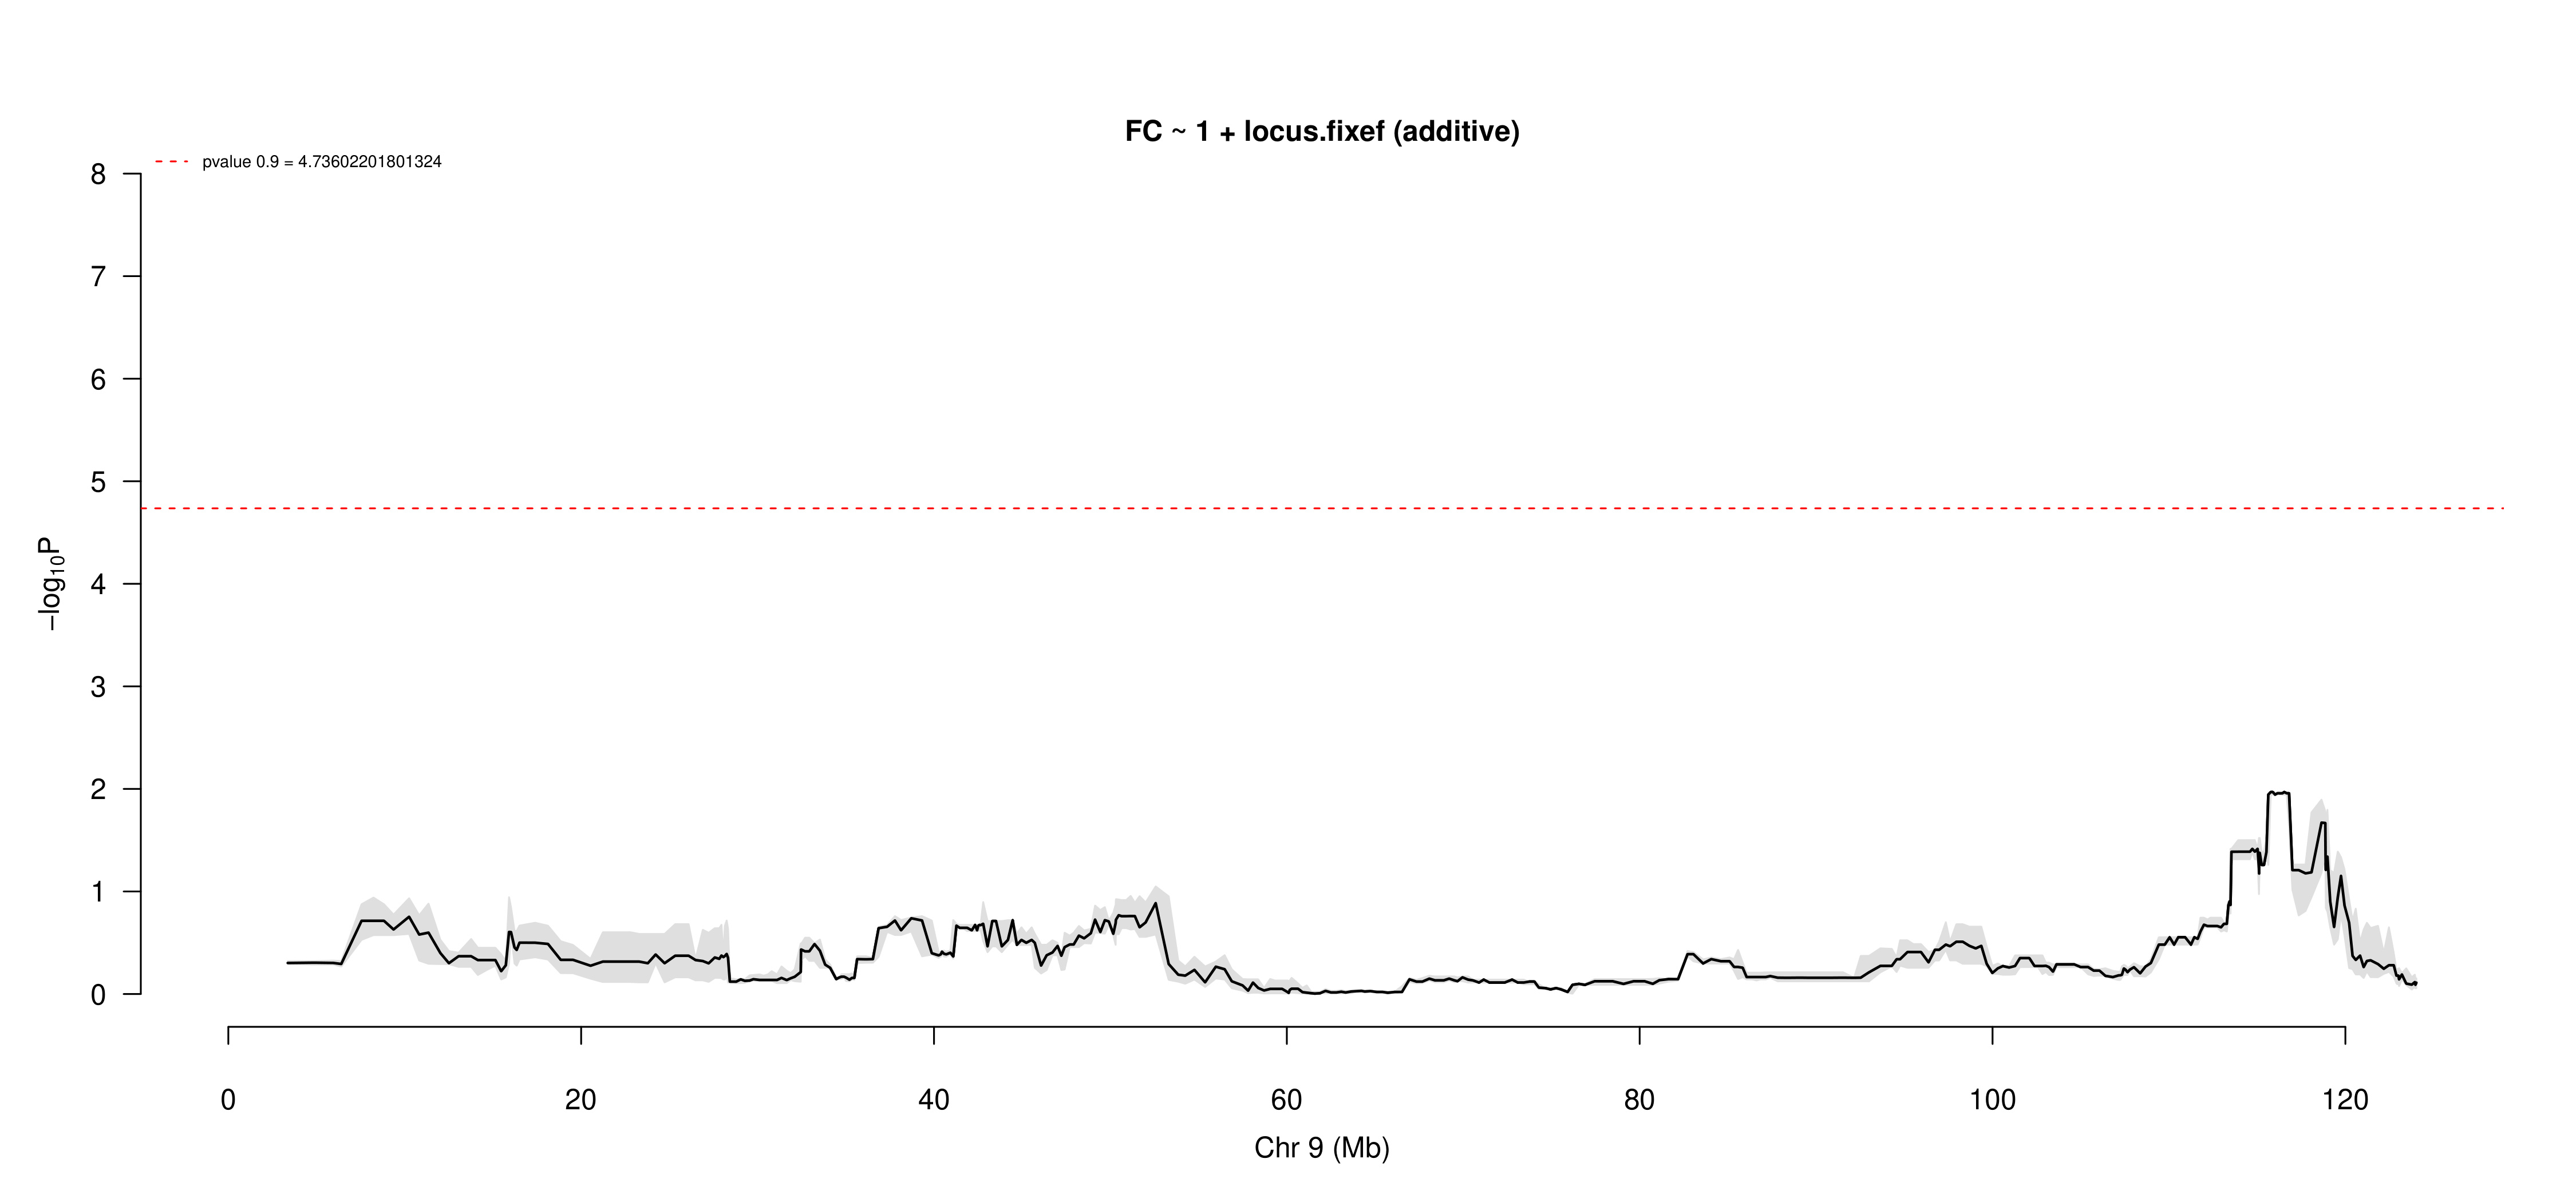 FC ~ 1 + locus.fixef (additive)
pvalue 0.9 = 4.73602201801324
8
7
6
5
4
3
2
1
0
−log10P
0 20 40 60 80 100 120
Chr 9 (Mb)